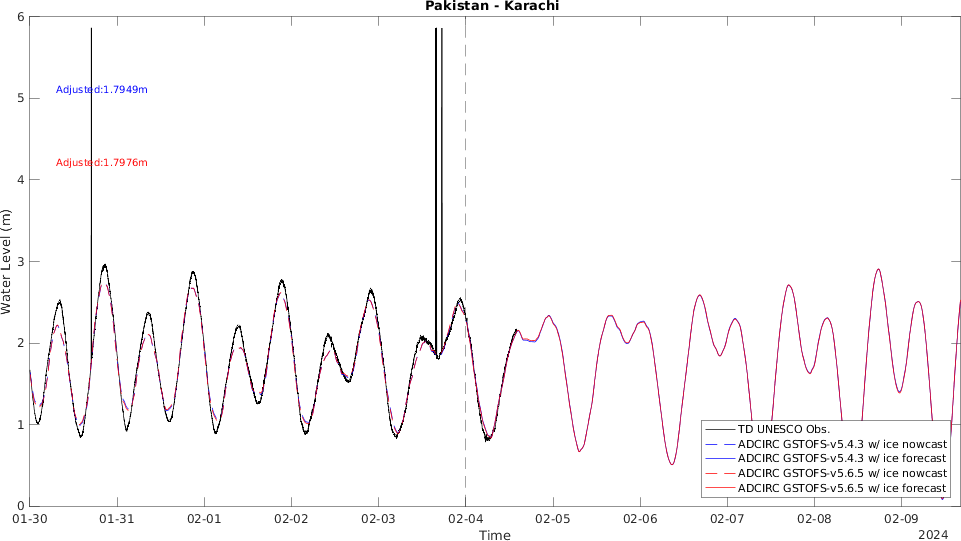 Pakistan - Karachi
6
5
4
3
2
1
0
Water Level (m)
Adjusted:1.7949m
Adjusted:1.7976m
TD UNESCO Obs.
ADCIRC GSTOFS-v5.4.3 w/ ice nowcast
ADCIRC GSTOFS-v5.4.3 w/ ice forecast
ADCIRC GSTOFS-v5.6.5 w/ ice nowcast
ADCIRC GSTOFS-v5.6.5 w/ ice forecast
01-30 01-31 02-01 02-02 02-03 02-04 02-05 02-06 02-07 02-08 02-09
Time
2024